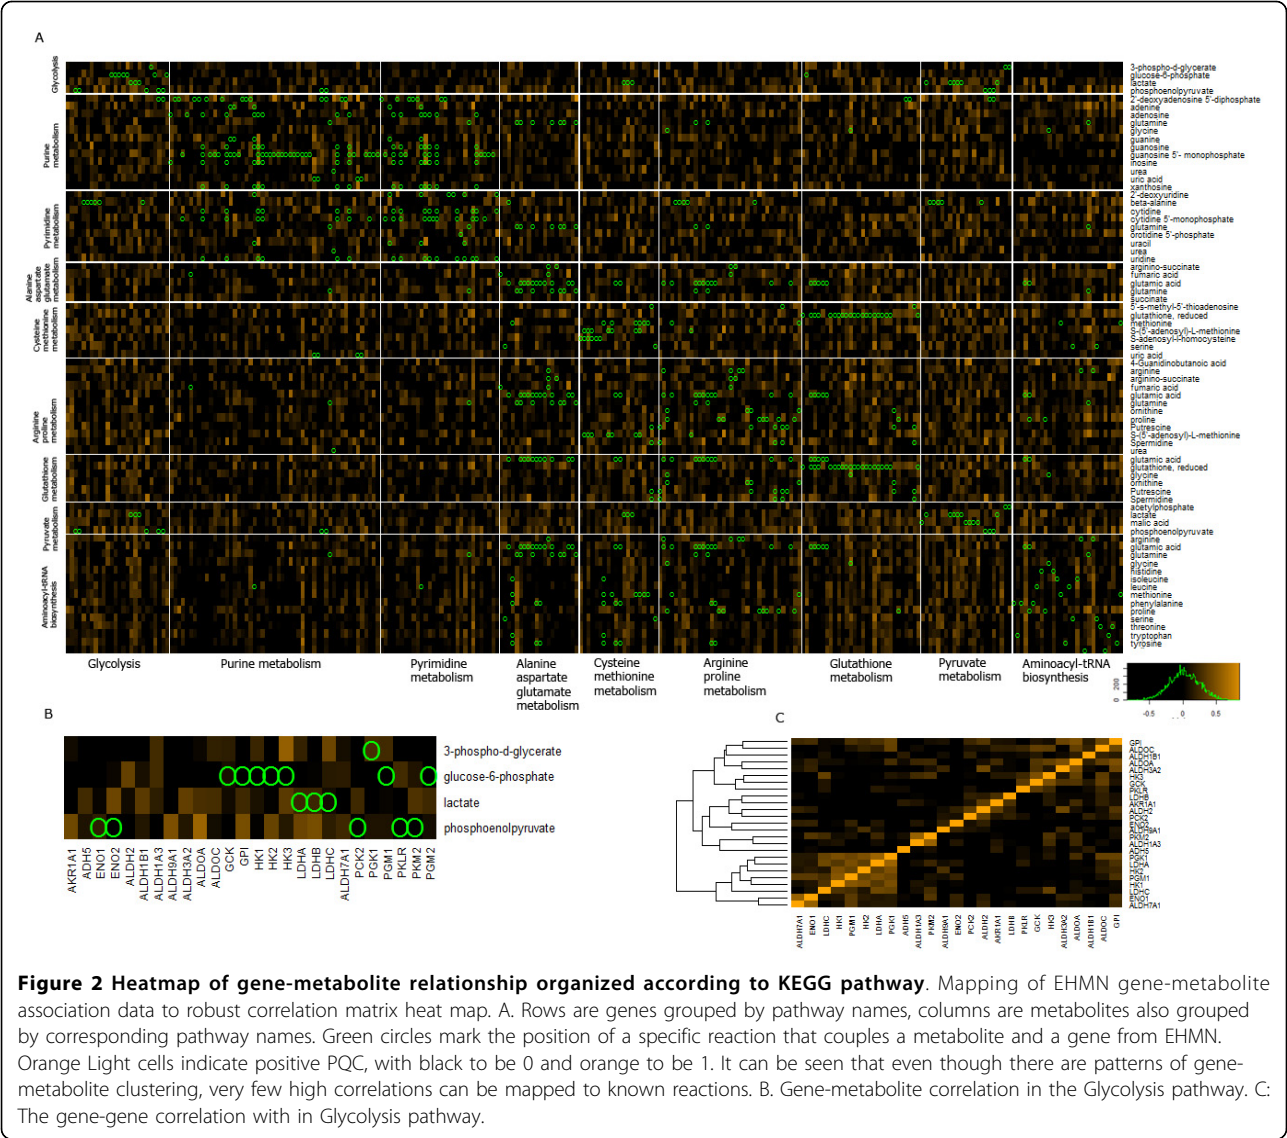 A
Glycolysis
Purine
metabolism
Pyrimidine
metabolism
Alanine
aspartate
glutamate
metabolism
Cysteine
methionine
metabolism
Arginine
proline
metabolism
Glutathione
metabolism
Pyruvate
metabolism
Aminoacyl-tRNA
biosynthesis
3-phospho-d-glycerate
glucose-6-phosphate
lactate
phosphoenolpyruvate
2'-deoxyadenosine 5'-diphosphate
adenine
adenosine
glutamine
glycine
guanine
guanosine
guanosine 5'- monophosphate
inosine
urea
uric acid
xanthosine
2'-deoxyuridine
beta-alanine
cytidine
cytidine 5'-monophosphate
glutamine
orotidine 5'-phosphate
uracil
urea
uridine
arginino-succinate
fumaric acid
glutamic acid
glutamine
succinate
5'-s-methyl-5'-thioadenosine
glutathione, reduced
methionine
S-(5'-adenosyl)-L-methionine
S-adenosyl-l-homocysteine
serine
uric acid
4-Guanidinobutanoic acid
arginine
arginino-succinate
fumaric acid
glutamic acid
glutamine
ornithine
proline
Putrescine
S-(5'-adenosyl)-L-methionine
Spermidine
urea
glutamic acid
glutathione, reduced
glycine
ornithine
Putrescine
Spermidine
acetylphosphate
lactate
malic acid
phosphoenolpyruvate
arginine
glutamic acid
glutamine
glycine
histidine
isoleucine
leucine
methionine
phenylalanine
proline
serine
threonine
tryptophan
tyrosine
Glycolysis
Purine metabolism
Pyrimidine
metabolism
Alanine
aspartate
glutamate
metabolism
Cysteine
methionine
metabolism
Arginine
proline
metabolism
Glutathione
metabolism
Pyruvate
metabolism
Aminoacyl-tRNA
biosynthesis
0 200
-0.5 0 0.5
B
3-phospho-d-glycerate
glucose-6-phosphate
lactate
phosphoenolpyruvate
AKR1A1
ADH5
ENO1
ENO2
ALDH2
ALDH1B1
ALDH1A3
ALDH9A1
ALDH3A2
ALDOA
ALDOC
GCK
GPI
HK1
HK2
HK3
LDHA
LDHB
LDHC
ALDH7A1
PCK2
PGK1
PGM1
PKLR
PKM2
PGM2
C
GPI
ALDOC
ALDH1B1
ALDOA
ALDH3A2
HK3
GCK
PKLR
LDHB
AKR1A1
ALDH2
PCK2
ENO2
ALDH9A1
PKM2
ALDH1A3
ADH5
PGK1
LDHA
HK2
PGM1
HK1
LDHC
ENO1
ALDH7A1
ALDH7A1
ENO1
LDHC
HK1
PGM1
HK2
LDHA
PGK1
ADH5
ALDH1A3
PKM2
ALDH9A1
ENO2
PCK2
ALDH2
AKR1A1
LDHB
PKLR
GCK
HK3
ALDH3A2
ALDOA
ALDH1B1
ALDOC
GPI
Figure 2 Heatmap of gene-metabolite relationship organized according to KEGG pathway. Mapping of EHMN gene-metabolite
association data to robust correlation matrix heat map. A. Rows are genes grouped by pathway names, columns are metabolites also grouped
by corresponding pathway names. Green circles mark the position of a specific reaction that couples a metabolite and a gene from EHMN.
Orange Light cells indicate positive PQC, with black to be 0 and orange to be 1. It can be seen that even though there are patterns of gene-
metabolite clustering, very few high correlations can be mapped to known reactions. B. Gene-metabolite correlation in the Glycolysis pathway. C:
The gene-gene correlation with in Glycolysis pathway.